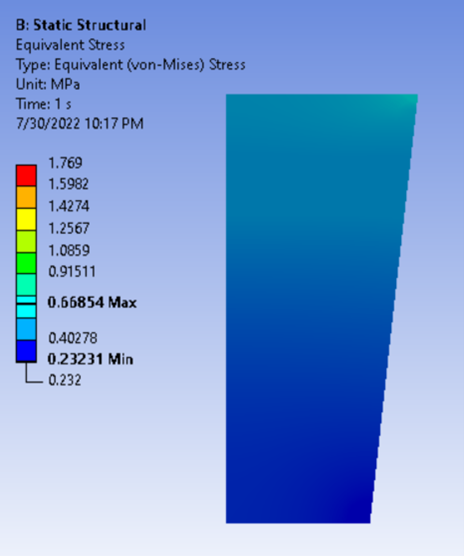 B: Static Structural
Equivalent Stress
Type: Equivalent (von-Mises) Stress
Unit: MPa
Time: 1 s
7/30/2022 10:17 PM
1.769
1.5982
1.4274
1.2567
1.0859
0.91511
0.66854 Max
0.40278
0.23231 Min
0.232